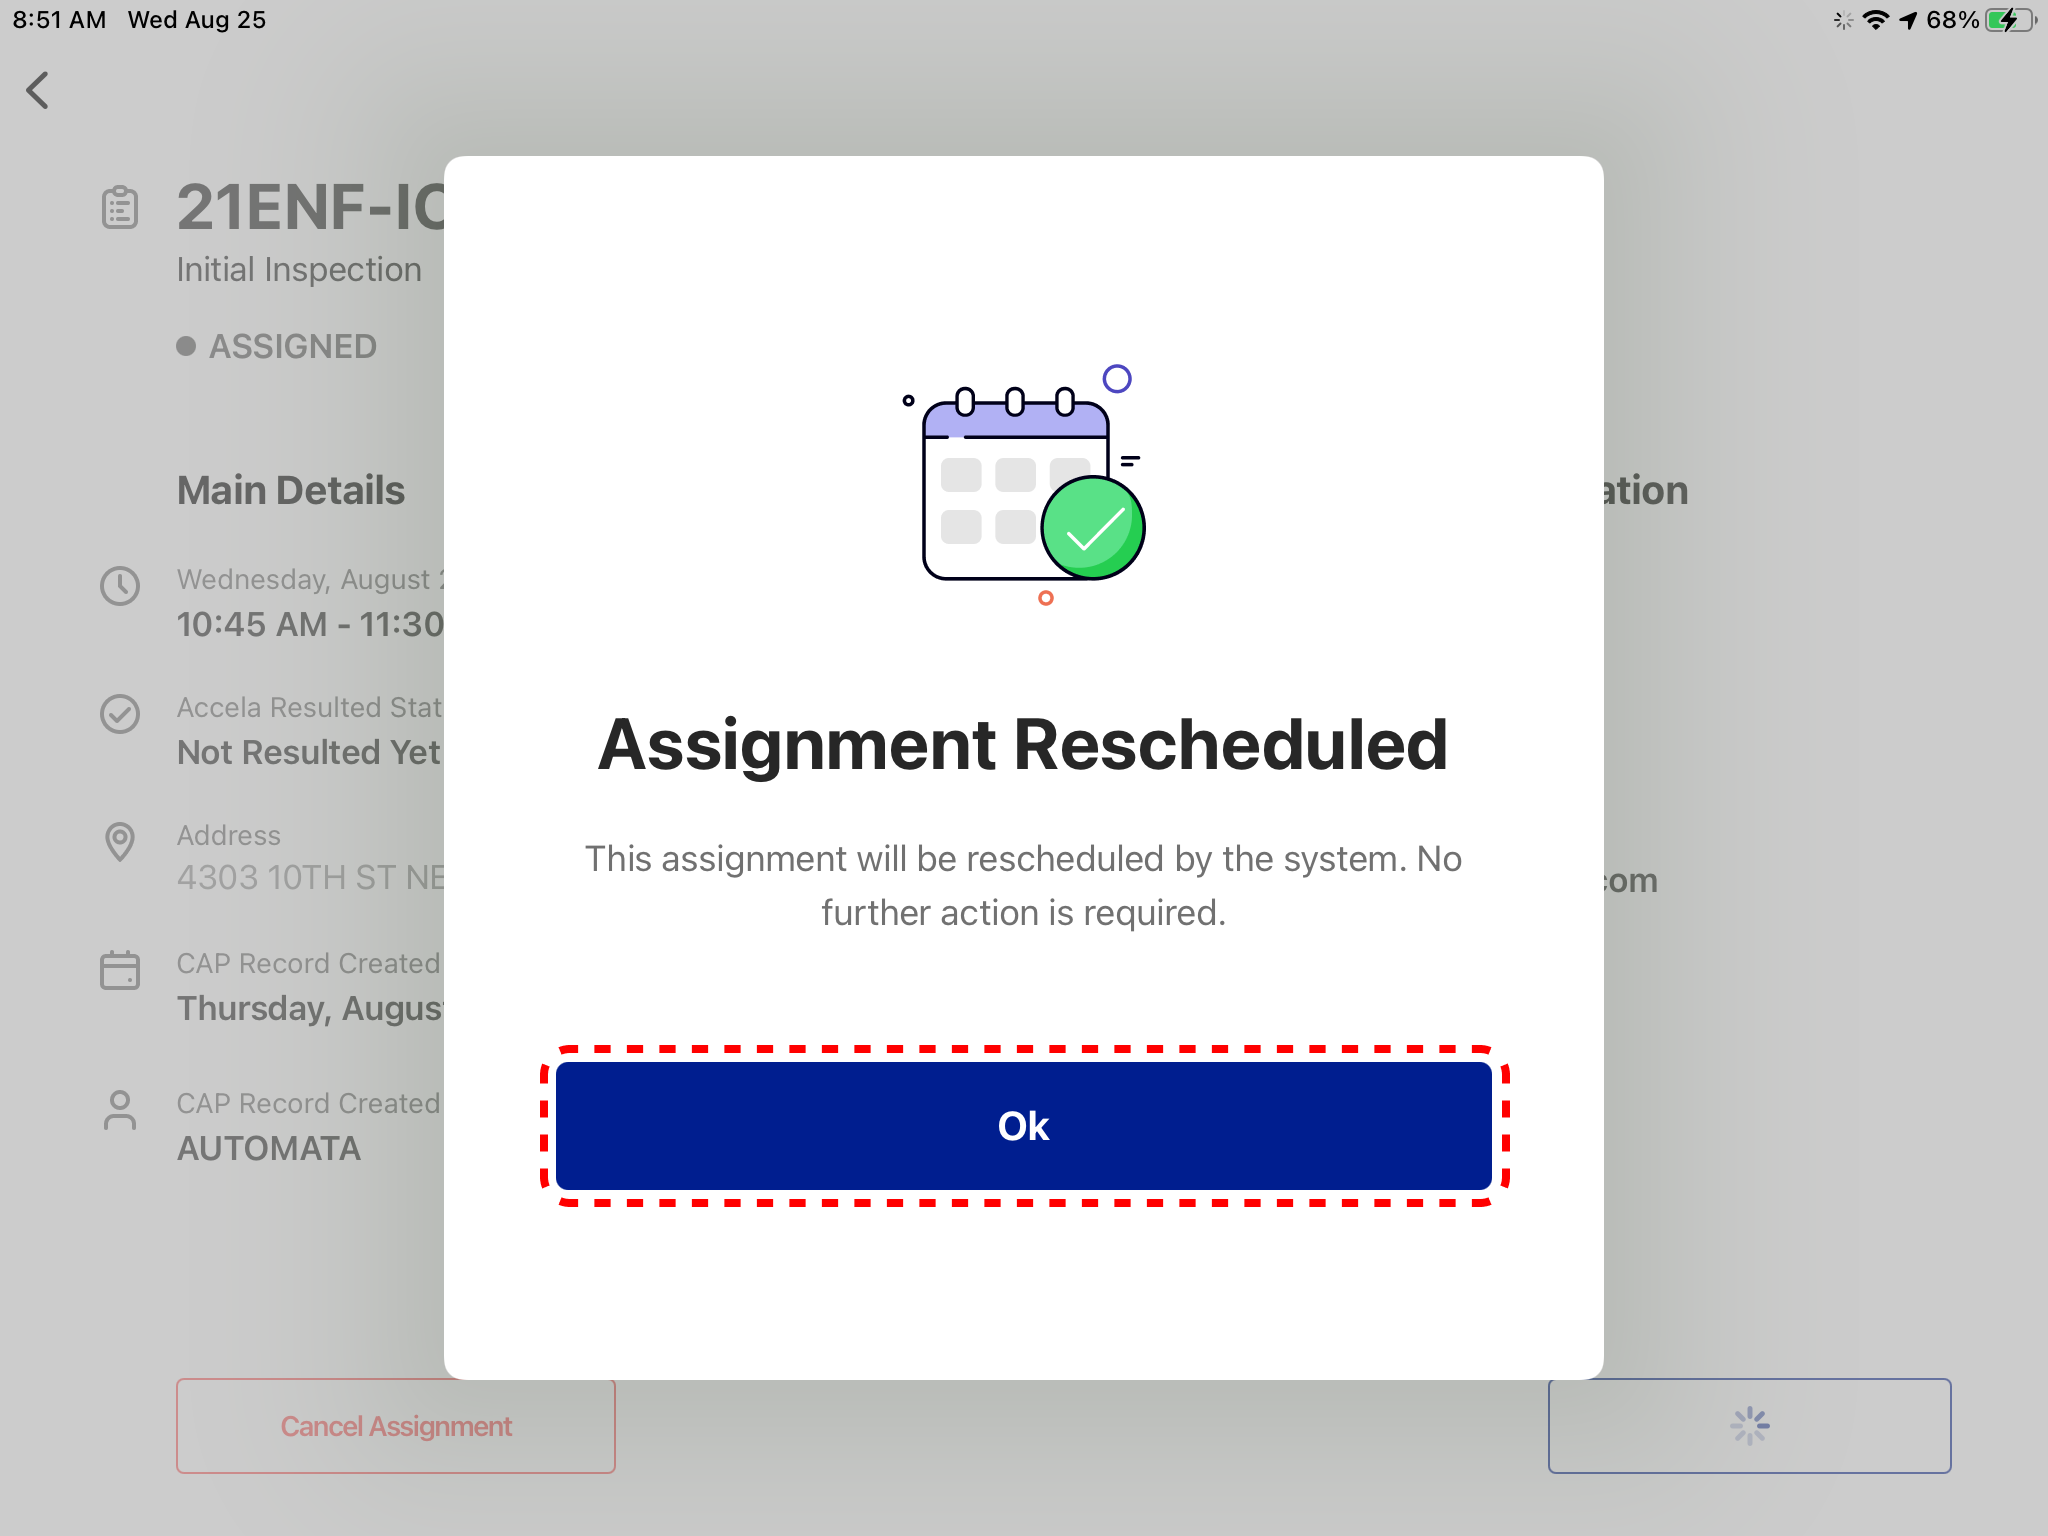 8:51 AM Wed Aug 25
68%
21ENF-IC
Initial Inspection
ASSIGNED
Main Details
Wednesday, August
10:45 AM - 11:30
Accela Resulted Stat
Not Resulted Yet
Address
4303 10TH ST NE
CAP Record Created
Thursday, Augus
CAP Record Created
AUTOMATA
ation
com
Assignment Rescheduled
This assignment will be rescheduled by the system. No
further action is required.
Ok
Cancel Assignment